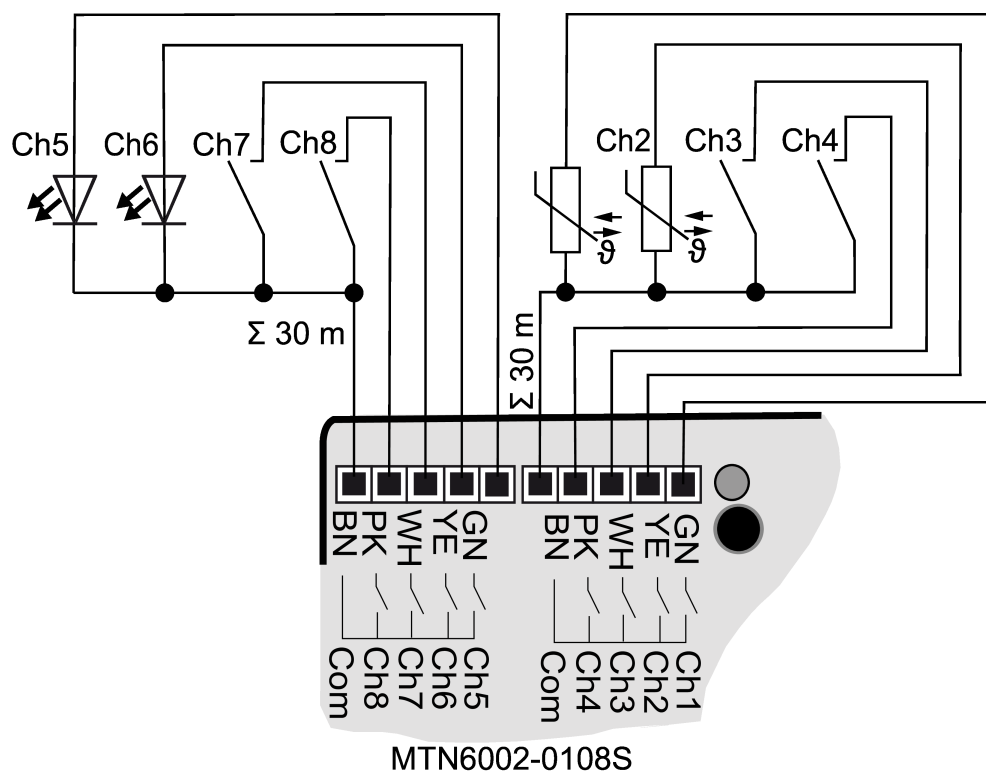 Ch5 Ch6 Ch7 Ch8
Ch2 Ch3 Ch4
ϑ ϑ
Σ 30 m
Σ 30 m
BN PK WH YE GN
BN PK WH YE GN
Com Ch8 Ch7 Ch6 Ch5
Com Ch4 Ch3 Ch2 Ch1
MTN6002-0108S